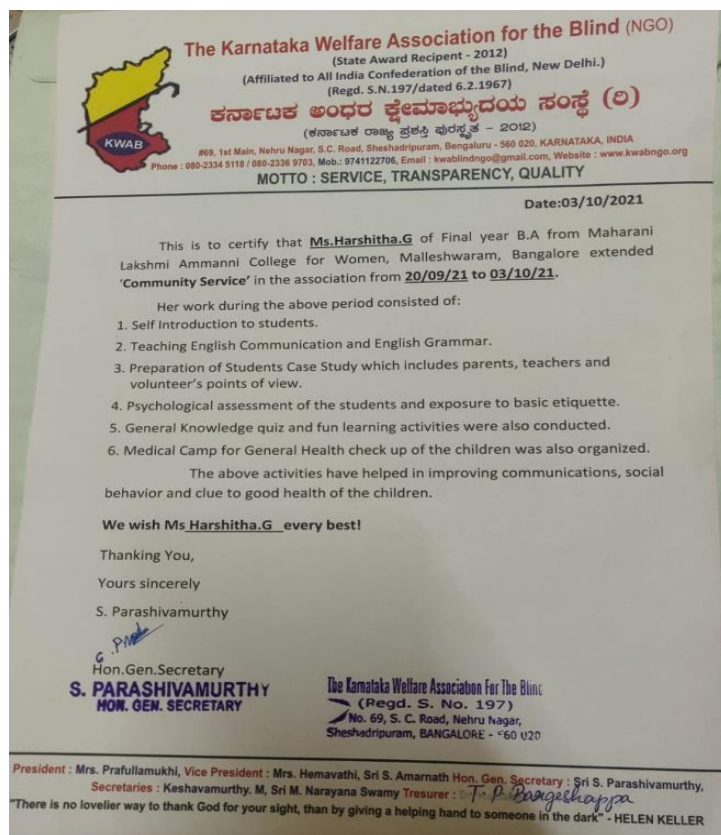 The Karnataka Welfare Association for the Blind (NGO)
(State Award Recipent - 2012)
(Affiliated to All India Confederation of the Blind, New Delhi.)
(Regd. S.N.197/dated 6.2.1967)
ಕರ್ನಾಟಕ ಅಂಧರ ಕ್ಷೇಮಾಭ್ಯುದಯ ಸಂಸ್ಥೆ (ರಿ)
(ಕರ್ನಾಟಕ ರಾಜ್ಯ ಪ್ರಶಸ್ತಿ ಪುರಸ್ಕೃತ - 2012)
KWAB
#69, 1st Main, Nehru Nagar, S.C. Road, Sheshadripuram, Bengaluru - 560 020, KARNATAKA, INDIA
Phone : 080-2334 5118 / 080-2336 9703, Mob.: 9741122706, Email : kwablindngo@gmail.com, Website : www.kwabngo.org
MOTTO : SERVICE, TRANSPARENCY, QUALITY
Date:03/10/2021
This is to certify that Ms.Harshitha.G of Final year B.A from Maharani
Lakshmi Ammanni College for Women, Malleshwaram, Bangalore extended
'Community Service' in the association from 20/09/21 to 03/10/21.
Her work during the above period consisted of:
1. Self Introduction to students.
2. Teaching English Communication and English Grammar.
3. Preparation of Students Case Study which includes parents, teachers and
volunteer's points of view.
4. Psychological assessment of the students and exposure to basic etiquette.
5. General Knowledge quiz and fun learning activities were also conducted.
6. Medical Camp for General Health check up of the children was also organized.
The above activities have helped in improving communications, social
behavior and clue to good health of the children.
We wish Ms Harshitha.G every best!
Thanking You,
Yours sincerely
S. Parashivamurthy
Hon.Gen.Secretary
S. PARASHIVAMURTHY
HON. GEN. SECRETARY
The Karnataka Welfare Association For The Blind
(Regd. S. No. 197)
No. 69, S. C. Road, Nehru Nagar,
Sheshadripuram, BANGALORE - 560 020
President : Mrs. Prafullamukhi, Vice President : Mrs. Hemavathi, Sri S. Amarnath Hon. Gen. Secretary : Sri S. Parashivamurthy,
Secretaries : Keshavamurthy. M, Sri M. Narayana Swamy Tresurer : T. P. Bargeshappa
"There is no lovelier way to thank God for your sight, than by giving a helping hand to someone in the dark" - HELEN KELLER